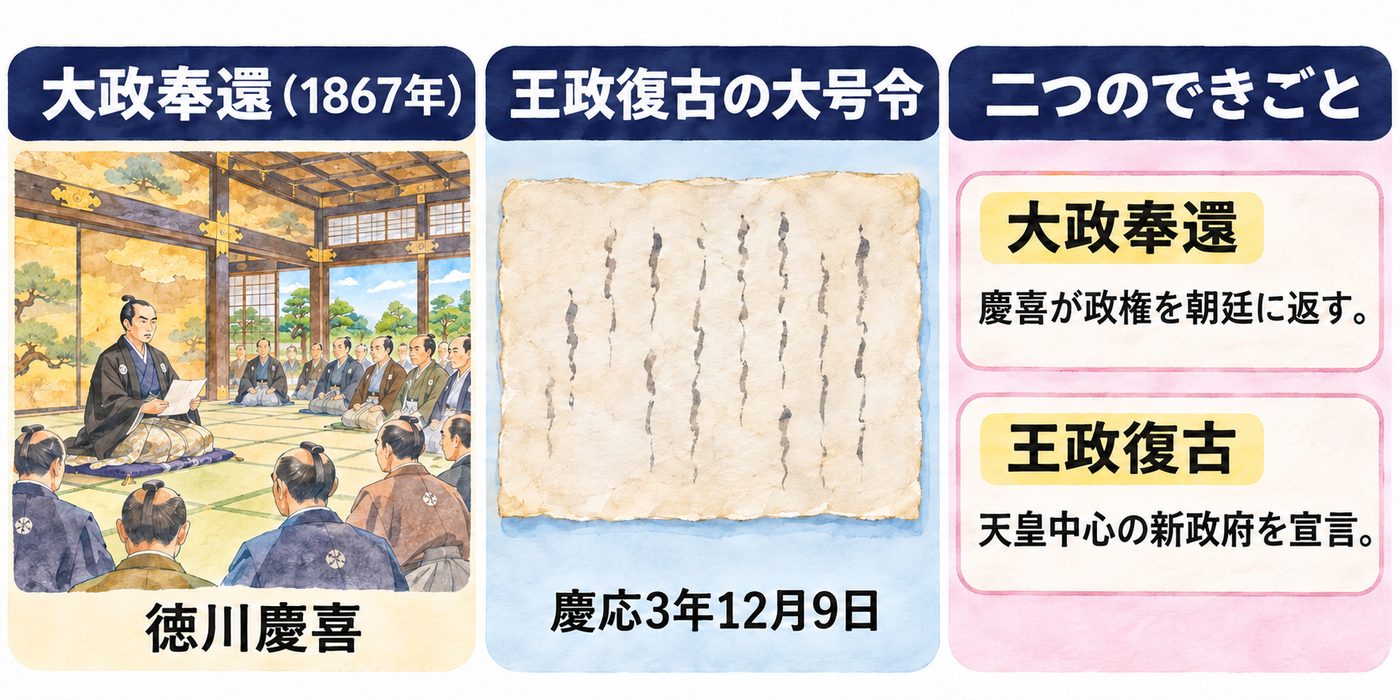 大政奉還(1867年)
徳川慶喜
王政復古の大号令
慶応3年12月9日
二つのできごと
大政奉還
慶喜が政権を朝廷に返す。
王政復古
天皇中心の新政府を宣言。